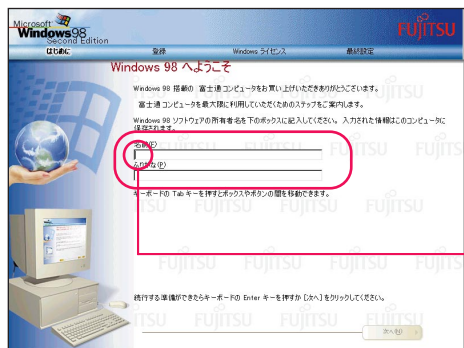 Microsoft
Windows98
Second Edition
FUJITSU
はじめに
登録
Windows ライセンス
最終設定
Windows 98 へようこそ
Windows 98 搭載の 富士通コンピュータをお買い上げいただきありがとうございます。
富士通コンピュータを最大限に利用していただくためのステップをご案内します。
Windows 98 ソフトウェアの所有者名を下のボックスに記入してください。 入力された情報はこのコンピュータに
保存されます。
名前(F)
ふりがな(P)
キーボードの Tab キーを押すとボックスやボタンの間を移動できます。
続行する準備ができたらキーボードの Enter キーを押すか [次へ] をクリックしてください。
次へ(N)